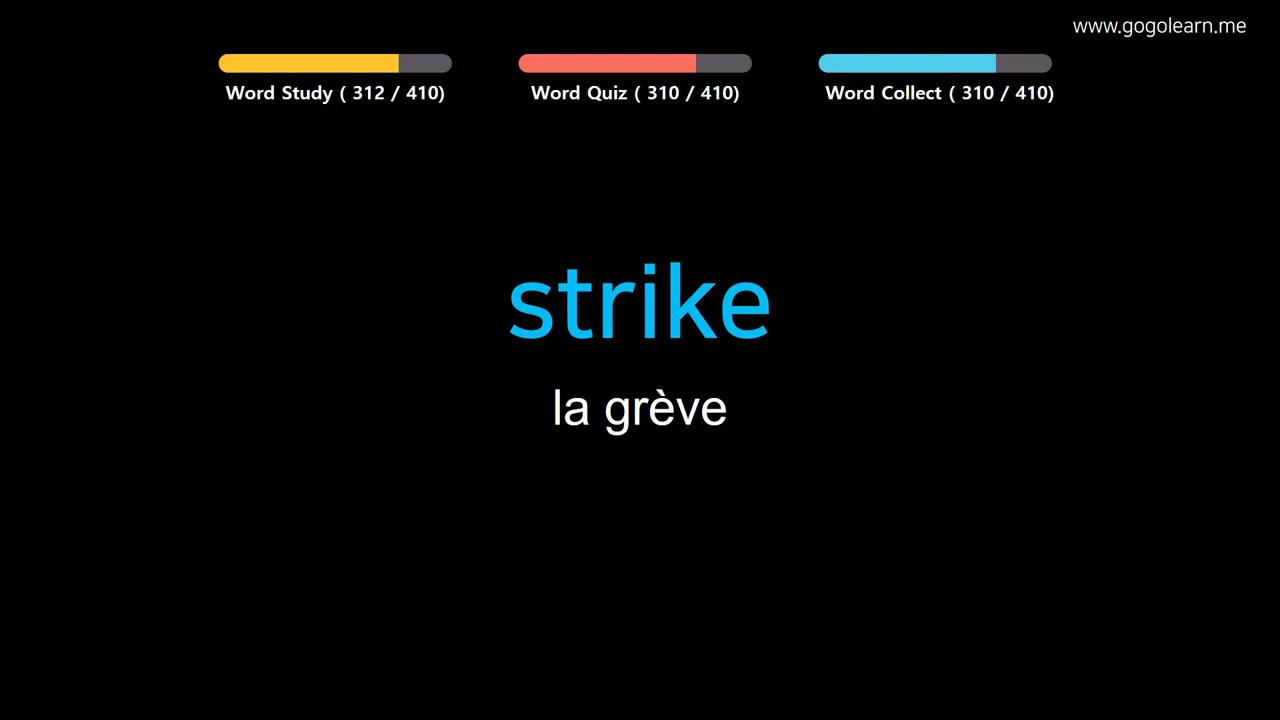 www.gogolearn.me
Word Study ( 312 / 410)
Word Quiz ( 310 / 410)
Word Collect ( 310 / 410)
strike
la grève